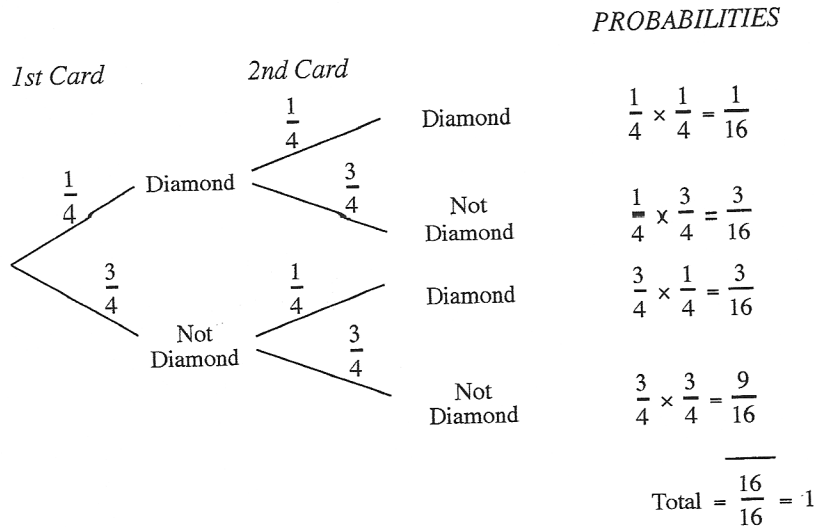 PROBABILITIES
1st Card 2nd Card
1/4 Diamond 1/4 Diamond 1/4 × 1/4 = 1/16
3/4 Not Diamond 1/4 × 3/4 = 3/16
3/4 Not Diamond 1/4 Diamond 3/4 × 1/4 = 3/16
3/4 Not Diamond 3/4 × 3/4 = 9/16
Total = 16/16 = 1